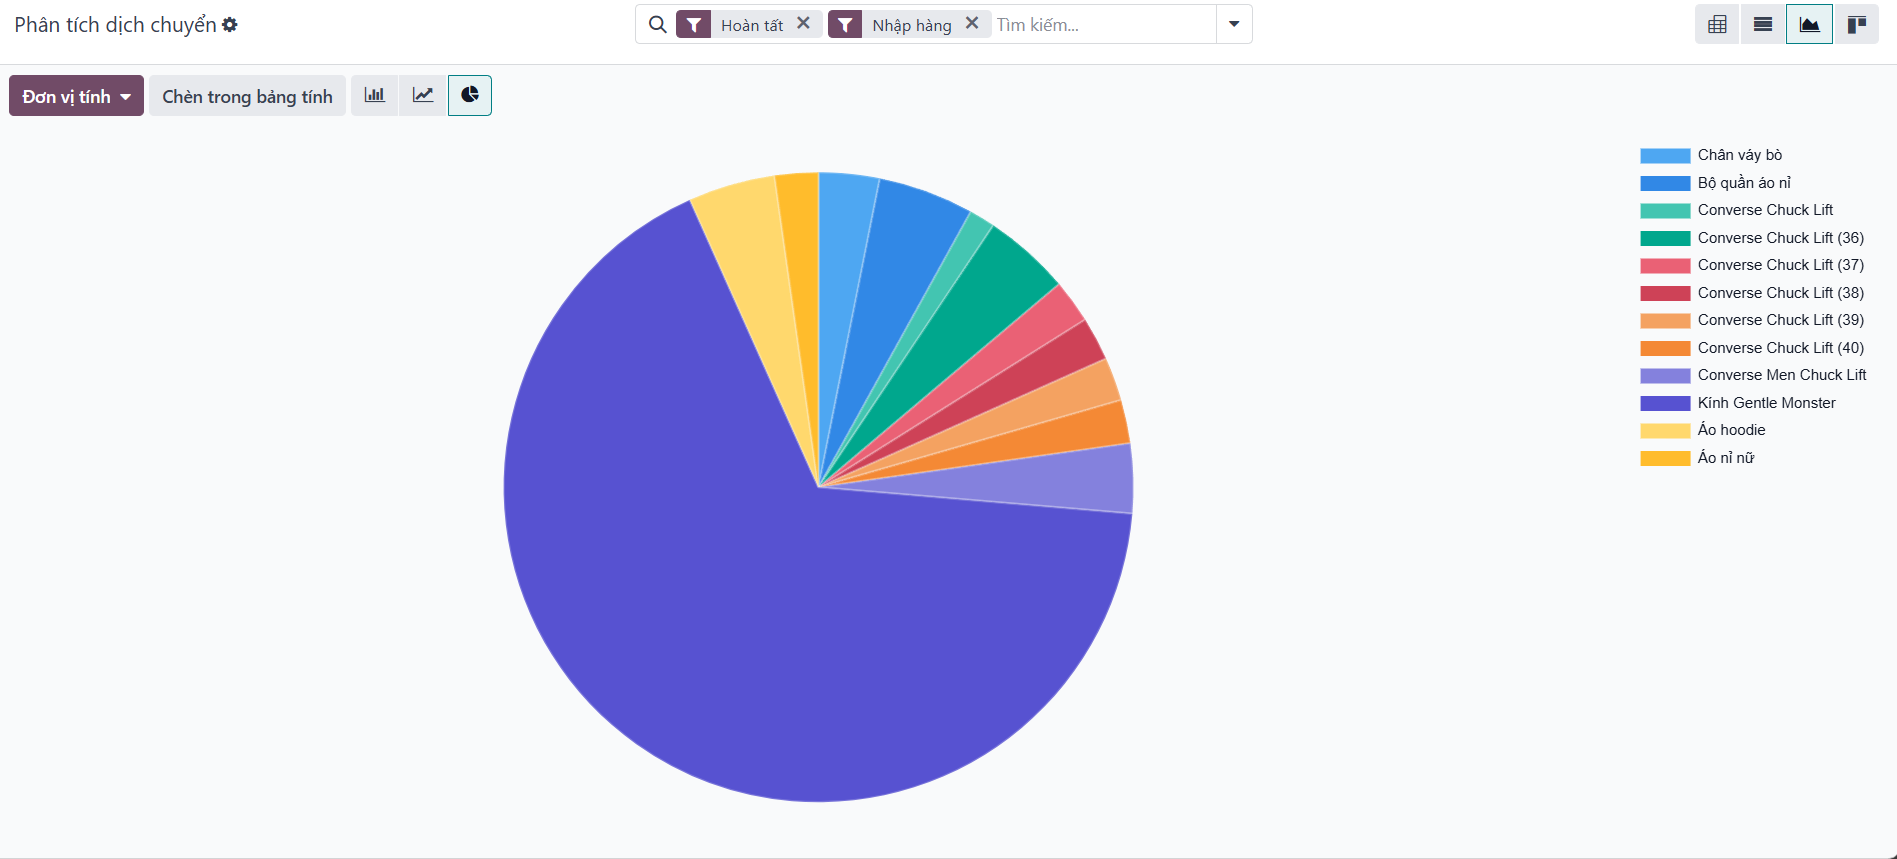 Phân tích dịch chuyển
Hoàn tất
Nhập hàng
Tìm kiếm...
Đơn vị tính
Chèn trong bảng tính
Chân váy bò
Bộ quần áo nỉ
Converse Chuck Lift
Converse Chuck Lift (36)
Converse Chuck Lift (37)
Converse Chuck Lift (38)
Converse Chuck Lift (39)
Converse Chuck Lift (40)
Converse Men Chuck Lift
Kính Gentle Monster
Áo hoodie
Áo nỉ nữ